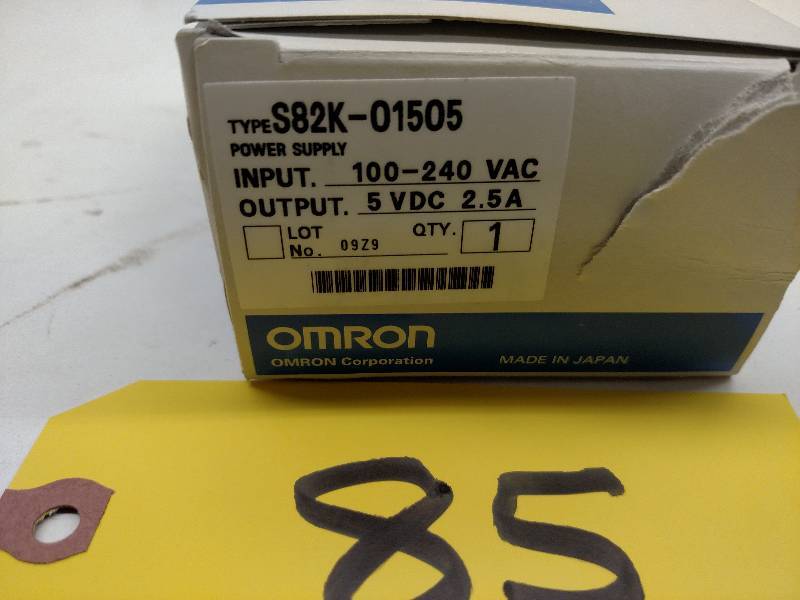 TYPE S82K-01505
POWER SUPPLY
INPUT. 100-240 VAC
OUTPUT. 5 VDC 2.5A
LOT No. 09Z9 QTY. 1
OMRON
OMRON Corporation MADE IN JAPAN
85